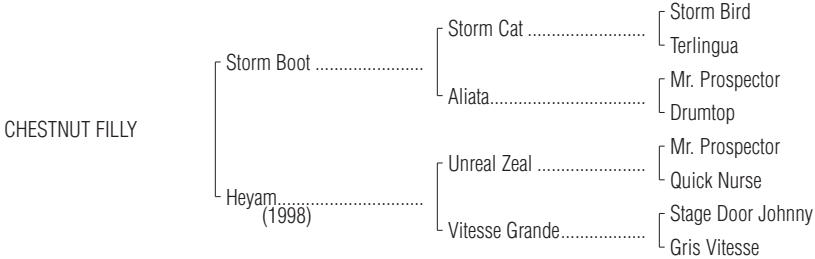 Storm Bird
Storm Cat ..........................
Terlingua
Storm Boot ........................
Mr. Prospector
Aliata...................................
Drumtop
CHESTNUT FILLY
Mr. Prospector
Unreal Zeal ........................
Quick Nurse
Heyam.................................
(1998)
Stage Door Johnny
Vitesse Grande...................
Gris Vitesse